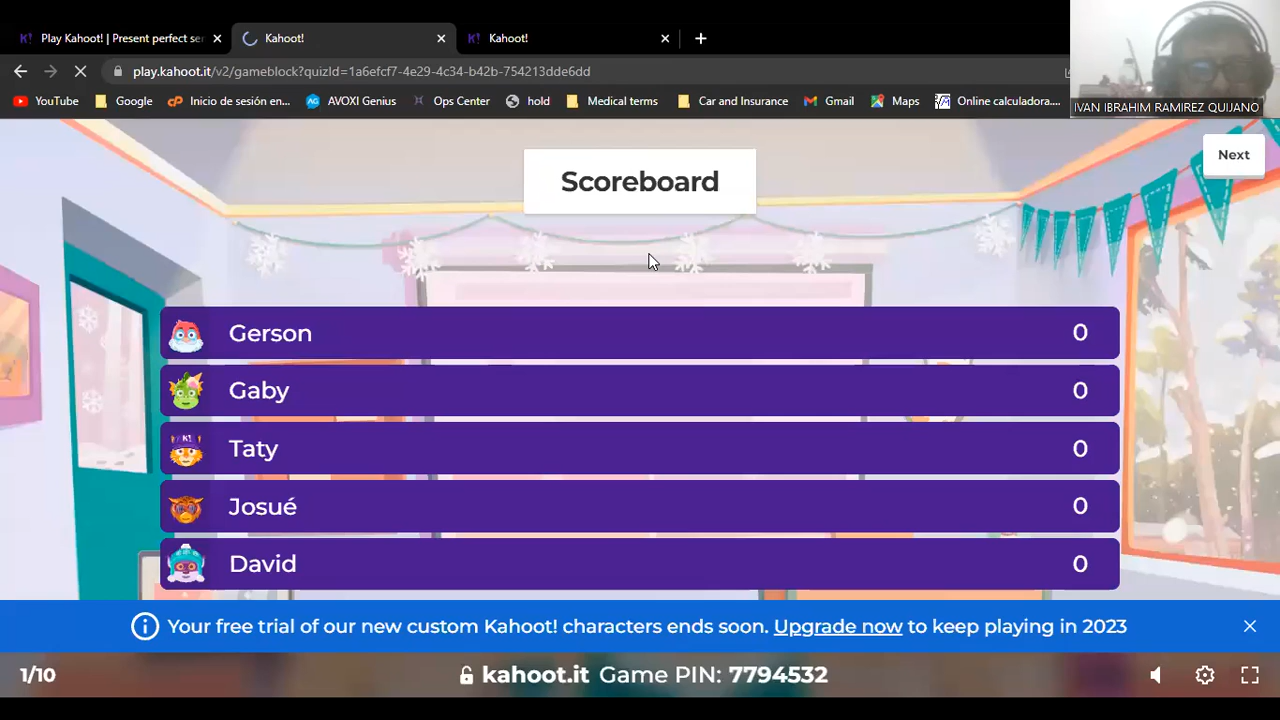 Play Kahoot! | Present perfect ser
Kahoot!
Kahoot!
play.kahoot.it/v2/gameblock?quizId=1a6efcf7-4e29-4c34-b42b-754213dde6dd
YouTube
Google
Inicio de sesión en...
AVOXI Genius
Ops Center
hold
Medical terms
Car and Insurance
Gmail
Maps
Online calculadora....
IVAN IBRAHIM RAMIREZ QUIJANO
Next
Scoreboard
Gerson 0
Gaby 0
Taty 0
Josué 0
David 0
Your free trial of our new custom Kahoot! characters ends soon. Upgrade now to keep playing in 2023
1/10
kahoot.it Game PIN: 7794532